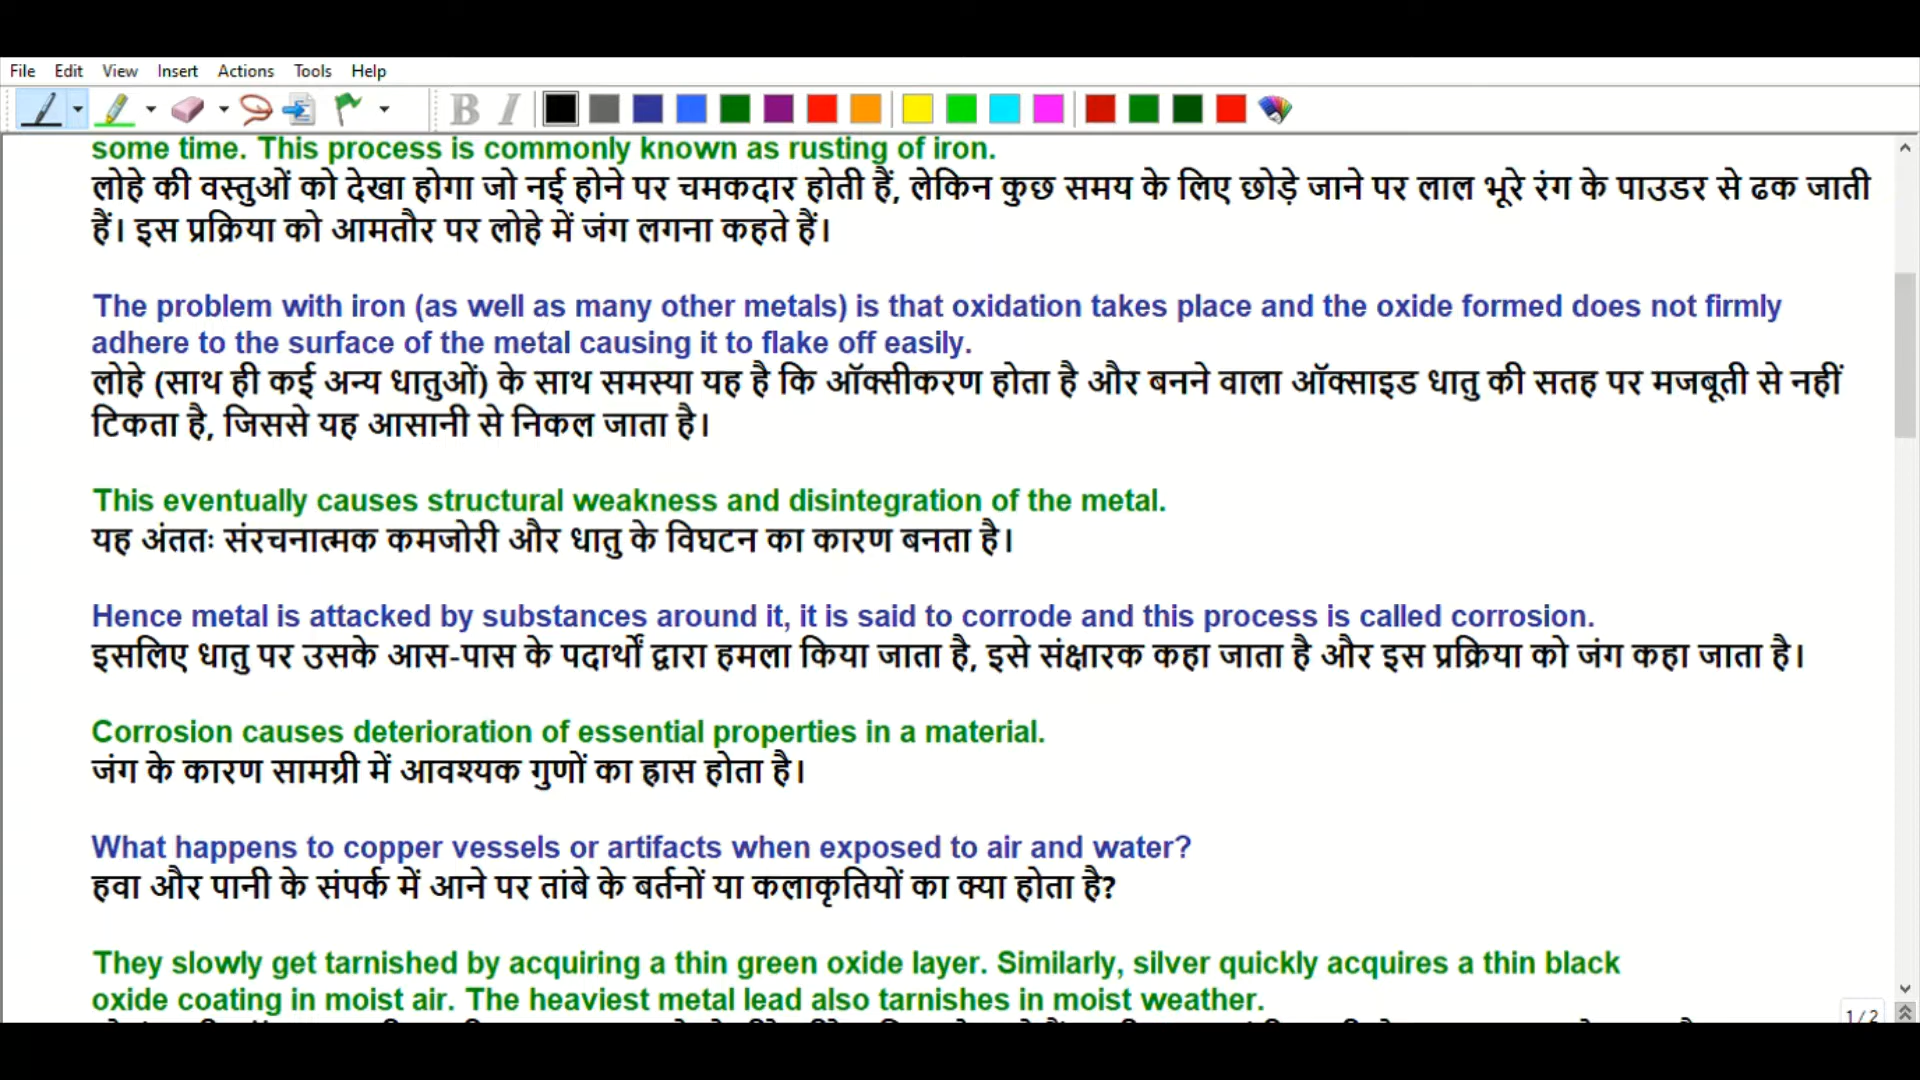 File Edit View Insert Actions Tools Help
B I
some time. This process is commonly known as rusting of iron.
लोहे की वस्तुओं को देखा होगा जो नई होने पर चमकदार होती हैं, लेकिन कुछ समय के लिए छोड़े जाने पर लाल भूरे रंग के पाउडर से ढक जाती
हैं। इस प्रक्रिया को आमतौर पर लोहे में जंग लगना कहते हैं।
The problem with iron (as well as many other metals) is that oxidation takes place and the oxide formed does not firmly
adhere to the surface of the metal causing it to flake off easily.
लोहे (साथ ही कई अन्य धातुओं) के साथ समस्या यह है कि ऑक्सीकरण होता है और बनने वाला ऑक्साइड धातु की सतह पर मजबूती से नहीं
टिकता है, जिससे यह आसानी से निकल जाता है।
This eventually causes structural weakness and disintegration of the metal.
यह अंततः संरचनात्मक कमजोरी और धातु के विघटन का कारण बनता है।
Hence metal is attacked by substances around it, it is said to corrode and this process is called corrosion.
इसलिए धातु पर उसके आस-पास के पदार्थों द्वारा हमला किया जाता है, इसे संक्षारक कहा जाता है और इस प्रक्रिया को जंग कहा जाता है।
Corrosion causes deterioration of essential properties in a material.
जंग के कारण सामग्री में आवश्यक गुणों का ह्रास होता है।
What happens to copper vessels or artifacts when exposed to air and water?
हवा और पानी के संपर्क में आने पर तांबे के बर्तनों या कलाकृतियों का क्या होता है?
They slowly get tarnished by acquiring a thin green oxide layer. Similarly, silver quickly acquires a thin black
oxide coating in moist air. The heaviest metal lead also tarnishes in moist weather.
1/2